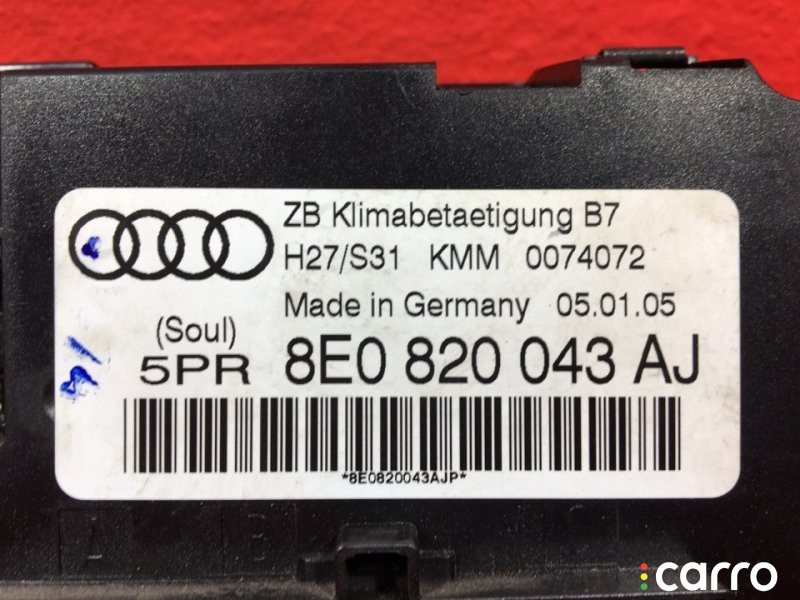 ZB Klimabetaetigung B7
H27/S31 KMM 0074072
Made in Germany 05.01.05
(Soul)
5PR 8E0 820 043 AJ
*8E0820043AJP*
A B C
carro